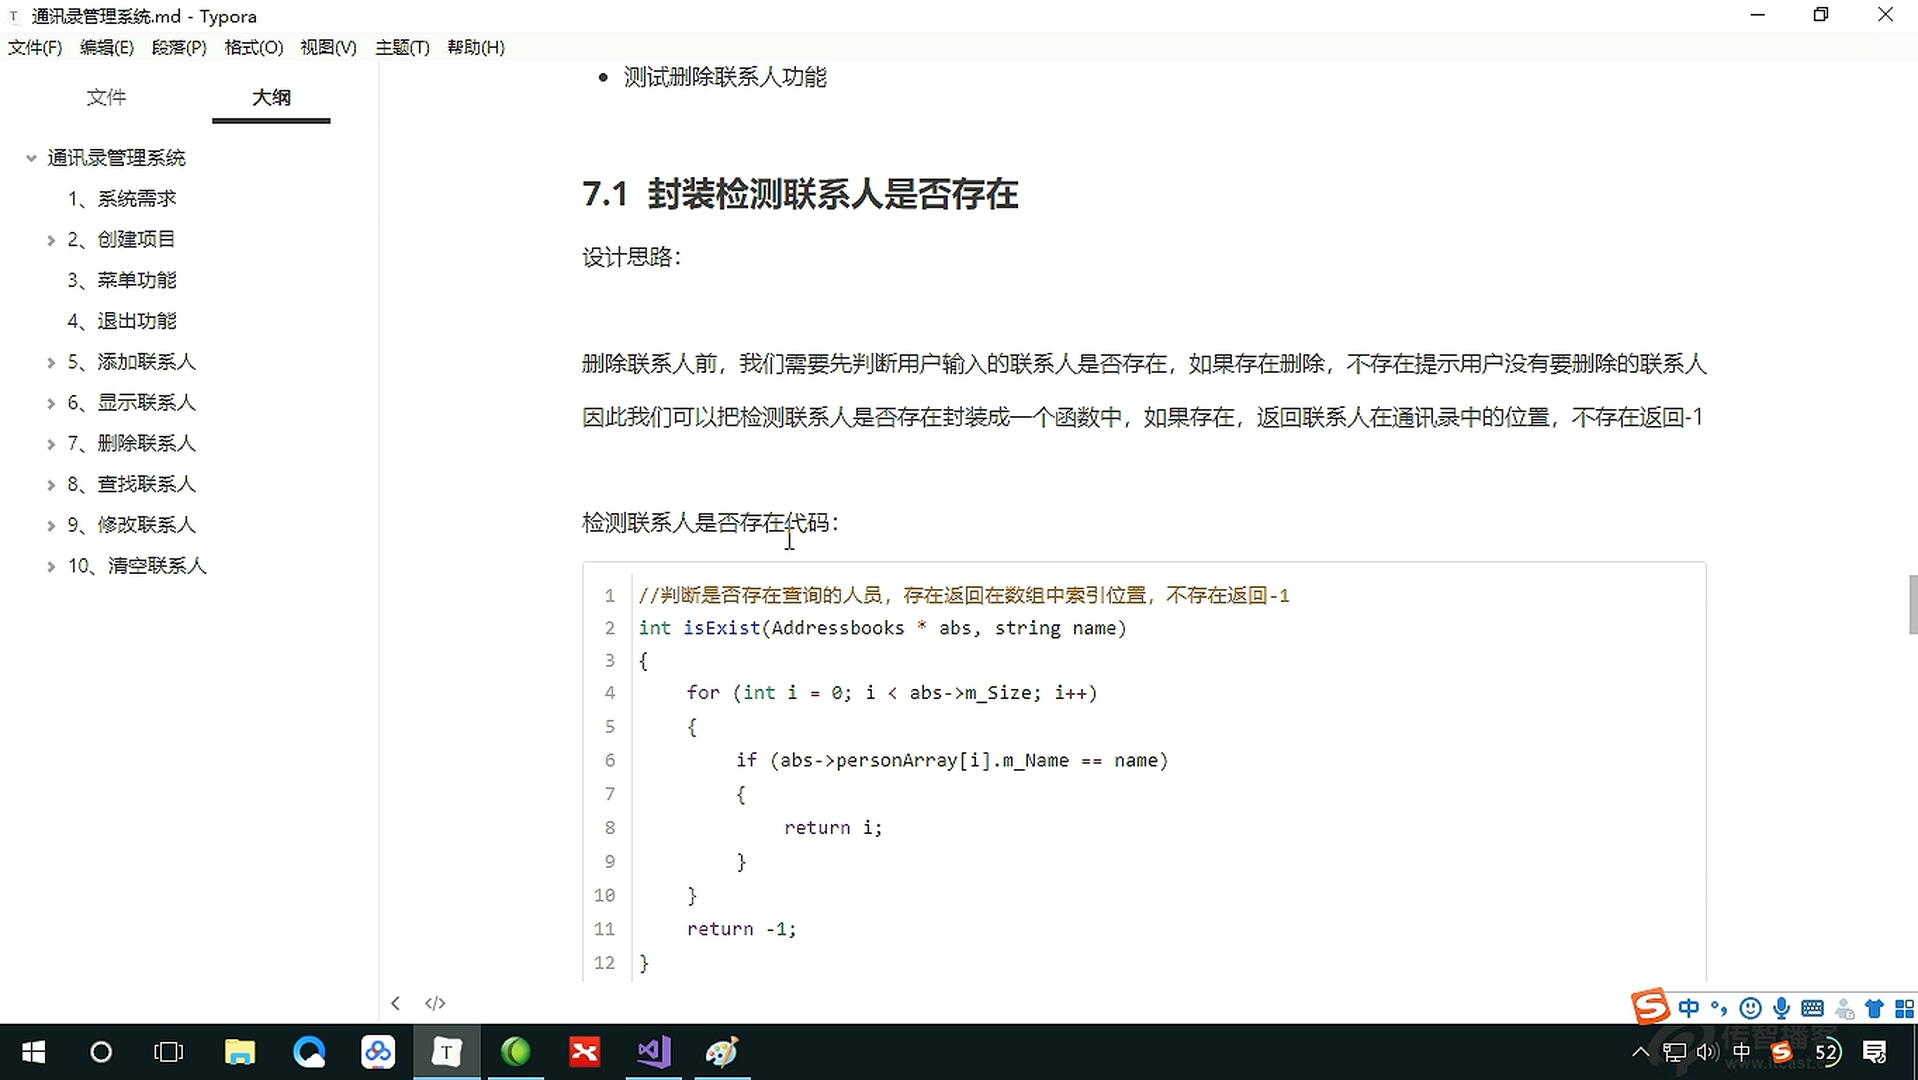 通讯录管理系统.md - Typora
文件(F) 编辑(E) 段落(P) 格式(O) 视图(V) 主题(T) 帮助(H)
文件 大纲
通讯录管理系统
1、系统需求
2、创建项目
3、菜单功能
4、退出功能
5、添加联系人
6、显示联系人
7、删除联系人
8、查找联系人
9、修改联系人
10、清空联系人
测试删除联系人功能
7.1 封装检测联系人是否存在
设计思路：
删除联系人前，我们需要先判断用户输入的联系人是否存在，如果存在删除，不存在提示用户没有要删除的联系人
因此我们可以把检测联系人是否存在封装成一个函数中，如果存在，返回联系人在通讯录中的位置，不存在返回-1
检测联系人是否存在代码：
1 //判断是否存在查询的人员，存在返回在数组中索引位置，不存在返回-1
2 int isExist(Addressbooks * abs, string name)
3 {
4 for (int i = 0; i < abs->m_Size; i++)
5 {
6 if (abs->personArray[i].m_Name == name)
7 {
8 return i;
9 }
10 }
11 return -1;
12 }
中
传智播客
中 52
www.itcast.cn